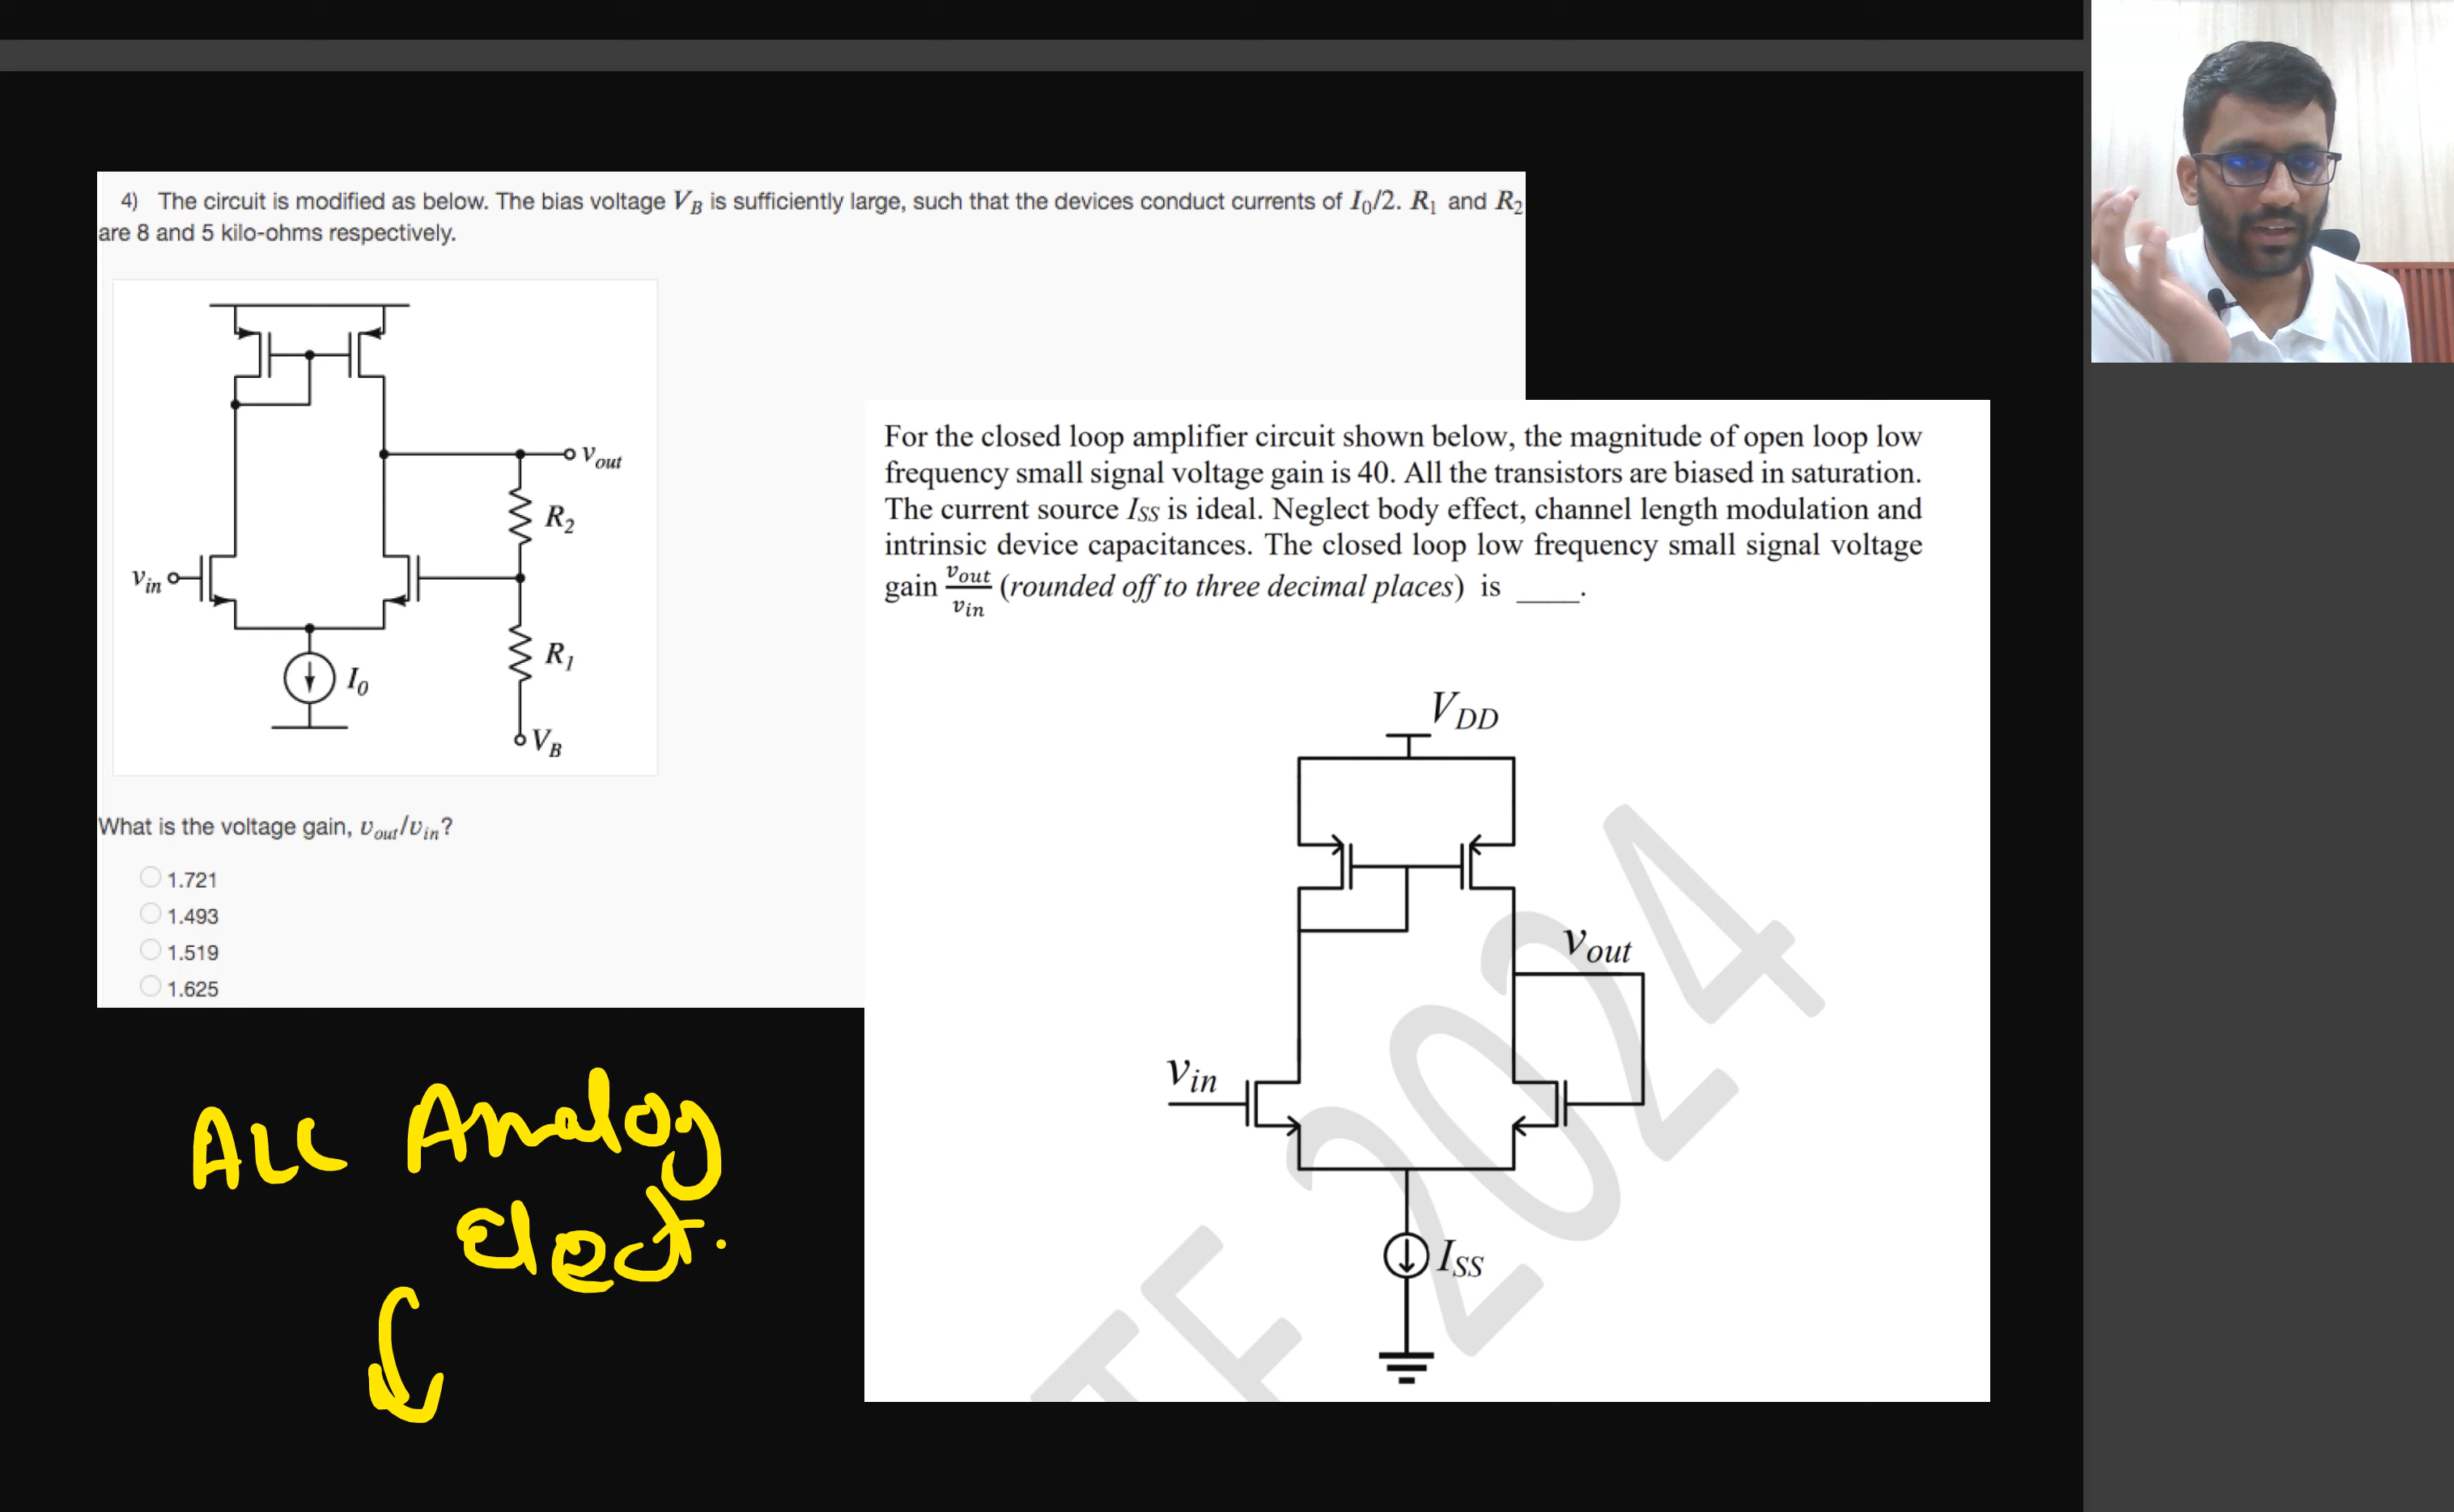 4) The circuit is modified as below. The bias voltage V_B is sufficiently large, such that the devices conduct currents of I_0/2. R_1 and R_2
are 8 and 5 kilo-ohms respectively.
v_out
R_2
v_in
R_1
I_0
V_B
What is the voltage gain, v_out/v_in?
1.721
1.493
1.519
1.625
For the closed loop amplifier circuit shown below, the magnitude of open loop low
frequency small signal voltage gain is 40. All the transistors are biased in saturation.
The current source I_SS is ideal. Neglect body effect, channel length modulation and
intrinsic device capacitances. The closed loop low frequency small signal voltage
gain v_out/v_in (rounded off to three decimal places) is ____.
V_DD
v_out
v_in
I_SS
TE 2024
ALL Analog
Elect.